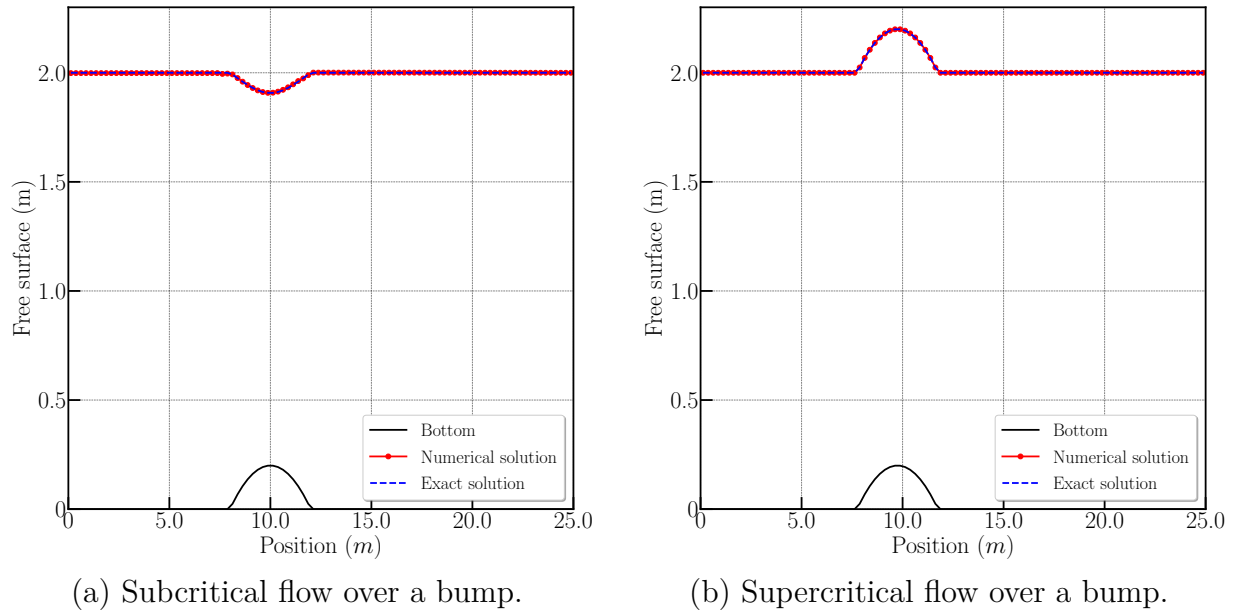 2.0
1.5
1.0
0.5
0
0
5.0
10.0
15.0
20.0
25.0
Free surface (m)
Position (m)
Bottom
Numerical solution
Exact solution
(a) Subcritical flow over a bump.
2.0
1.5
1.0
0.5
0
0
5.0
10.0
15.0
20.0
25.0
Free surface (m)
Position (m)
Bottom
Numerical solution
Exact solution
(b) Supercritical flow over a bump.